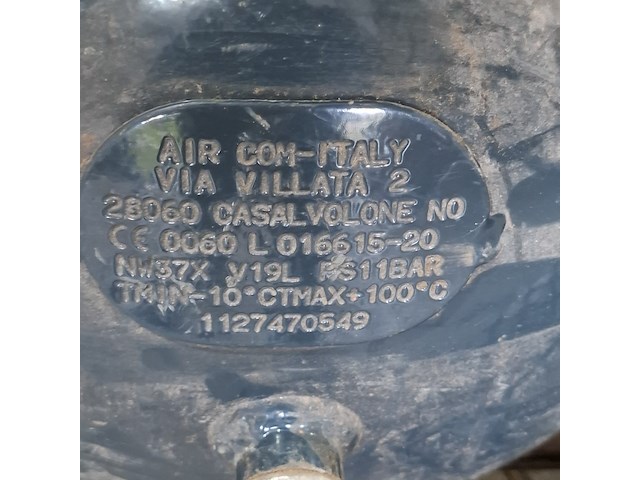 AIR COM-ITALY
VIA VILLATA 2
28060 CASALVOLONE NO
CE 0060 L 016615-20
NW37X V19L PS11BAR
TMIN-10°CTMAX+100°C
1127470549